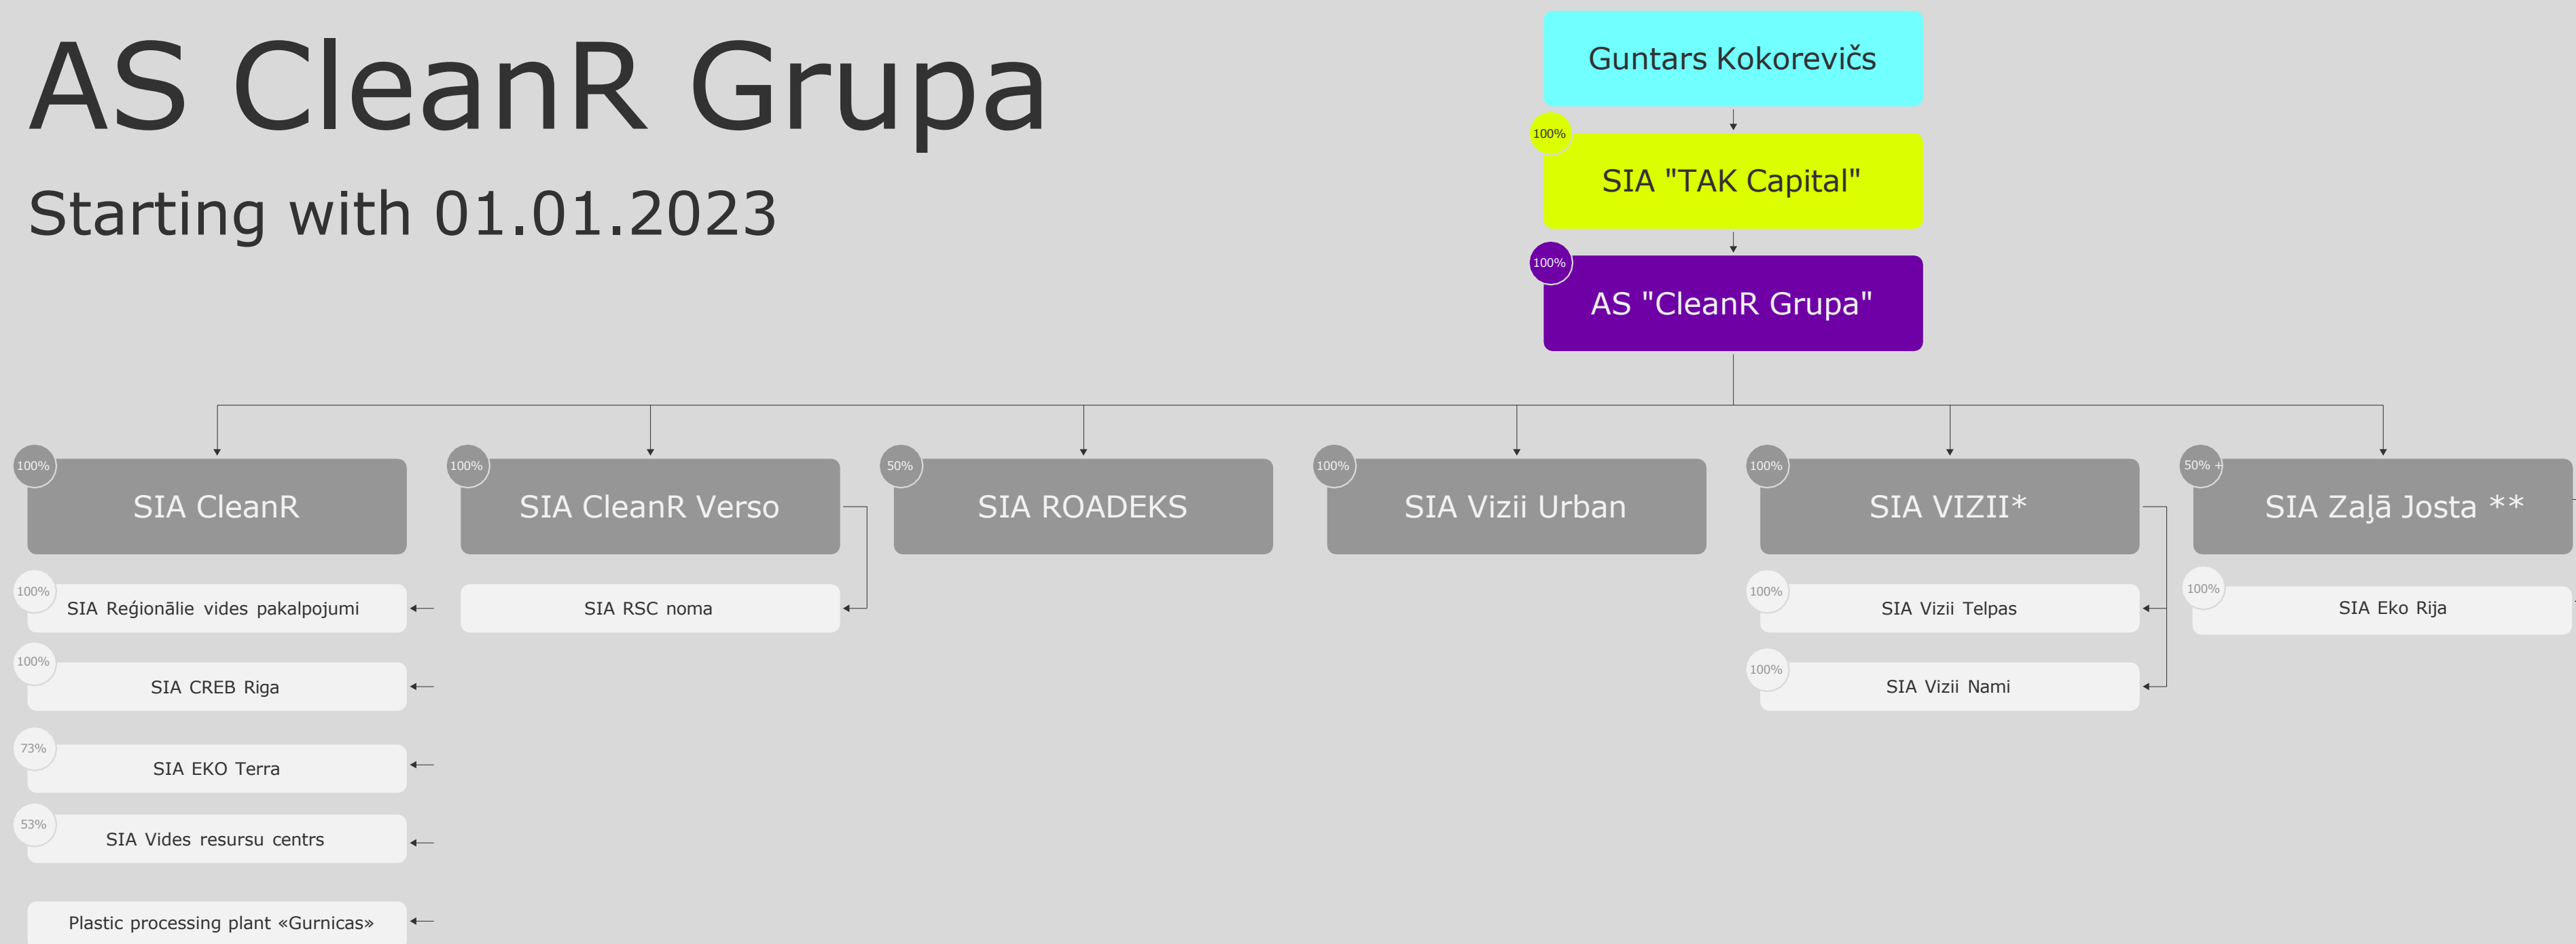 AS CleanR Grupa
Starting with 01.01.2023
Guntars Kokorevičs
100%
SIA "TAK Capital"
100%
AS "CleanR Grupa"
100%
SIA CleanR
100%
SIA CleanR Verso
50%
SIA ROADEKS
100%
SIA Vizii Urban
100%
SIA VIZII*
50% +
SIA Zaļā Josta **
100%
SIA Reģionālie vides pakalpojumi
SIA RSC noma
100%
SIA Vizii Telpas
100%
SIA Eko Rija
100%
SIA CREB Riga
100%
SIA Vizii Nami
73%
SIA EKO Terra
53%
SIA Vides resursu centrs
Plastic processing plant «Gurnicas»